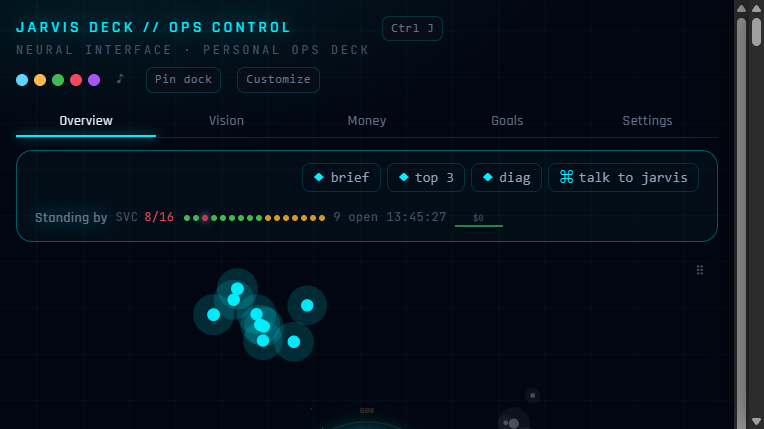 JARVIS DECK // OPS CONTROL
Ctrl J
NEURAL INTERFACE · PERSONAL OPS DECK
Pin dock Customize
Overview Vision Money Goals Settings
brief top 3 diag ⌘ talk to jarvis
Standing by SVC 8/16 9 open 13:45:27 $0